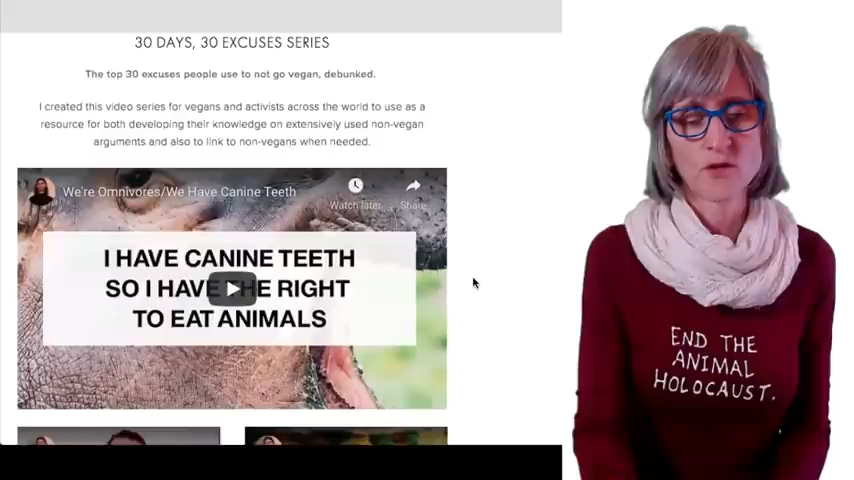 30 DAYS, 30 EXCUSES SERIES
The top 30 excuses people use to not go vegan, debunked.
I created this video series for vegans and activists across the world to use as a
resource for both developing their knowledge on extensively used non-vegan
arguments and also to link to non-vegans when needed.
We're Omnivores/We Have Canine Teeth
Watch later
Share
I HAVE CANINE TEETH
SO I HAVE THE RIGHT
TO EAT ANIMALS
END THE
ANIMAL
HOLOCAUST.